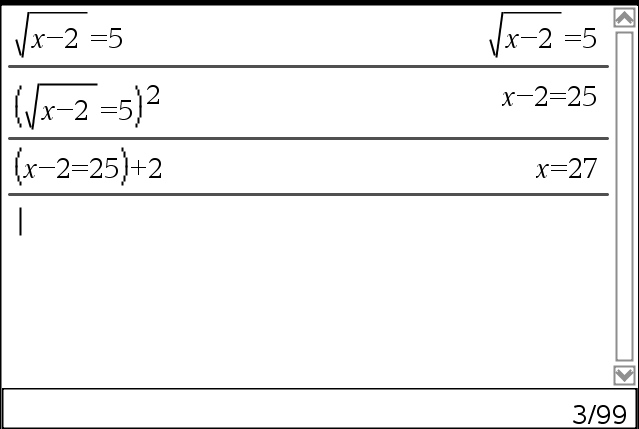 √x−2 =5 √x−2 =5
(√x−2 =5)² x−2=25
(x−2=25)+2 x=27
3/99